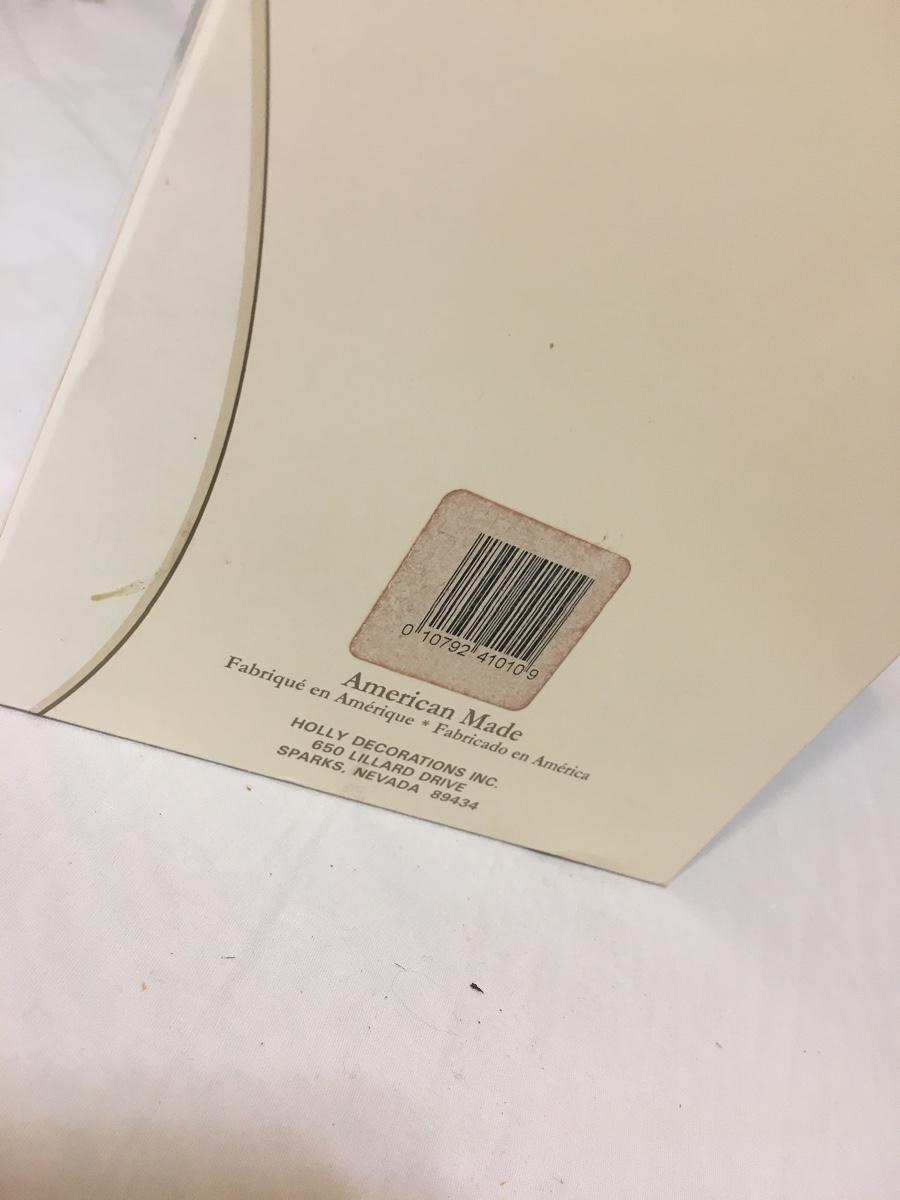 0 10792 41010 9
American Made
Fabriqué en Amérique * Fabricado en América
HOLLY DECORATIONS INC.
650 LILLARD DRIVE
SPARKS, NEVADA 89434